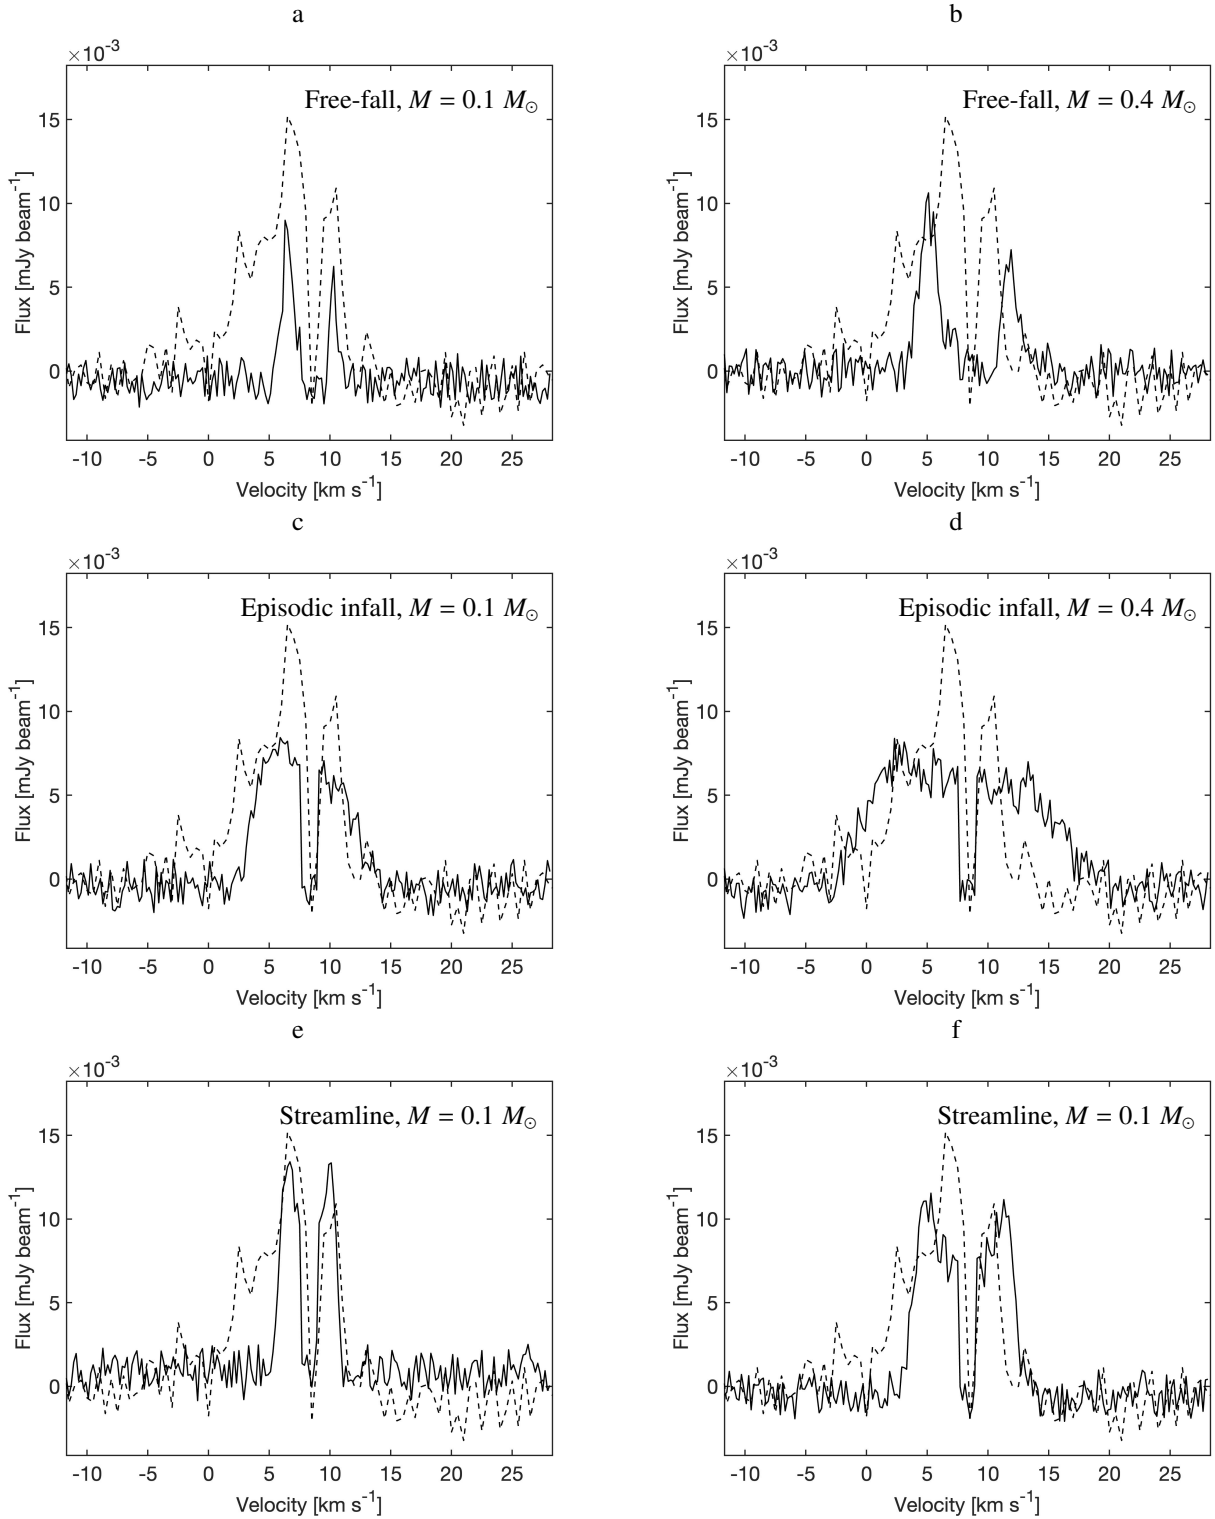 a
×10⁻³
Free-fall, M = 0.1 M☉
15
10
5
0
Flux [mJy beam⁻¹]
-10 -5 0 5 10 15 20 25
Velocity [km s⁻¹]
b
×10⁻³
Free-fall, M = 0.4 M☉
15
10
5
0
Flux [mJy beam⁻¹]
-10 -5 0 5 10 15 20 25
Velocity [km s⁻¹]
c
×10⁻³
Episodic infall, M = 0.1 M☉
15
10
5
0
Flux [mJy beam⁻¹]
-10 -5 0 5 10 15 20 25
Velocity [km s⁻¹]
d
×10⁻³
Episodic infall, M = 0.4 M☉
15
10
5
0
Flux [mJy beam⁻¹]
-10 -5 0 5 10 15 20 25
Velocity [km s⁻¹]
e
×10⁻³
Streamline, M = 0.1 M☉
15
10
5
0
Flux [mJy beam⁻¹]
-10 -5 0 5 10 15 20 25
Velocity [km s⁻¹]
f
×10⁻³
Streamline, M = 0.1 M☉
15
10
5
0
Flux [mJy beam⁻¹]
-10 -5 0 5 10 15 20 25
Velocity [km s⁻¹]